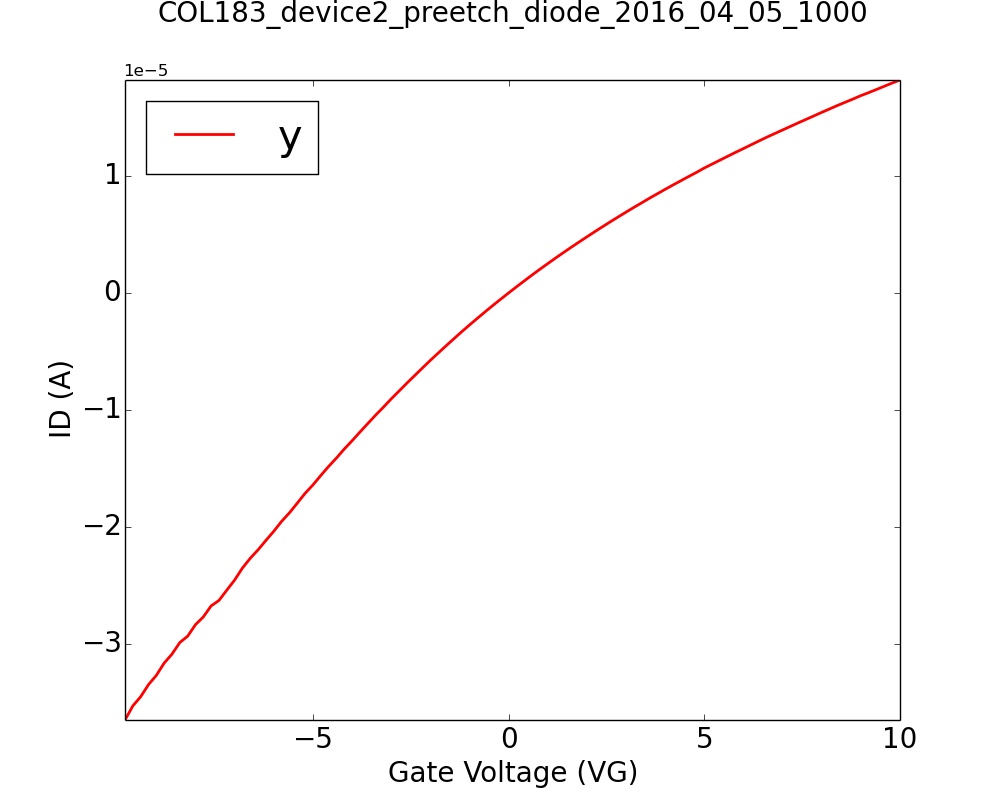 COL183_device2_preetch_diode_2016_04_05_1000
1e−5
y
1
0
−1
−2
−3
ID (A)
−5 0 5 10
Gate Voltage (VG)